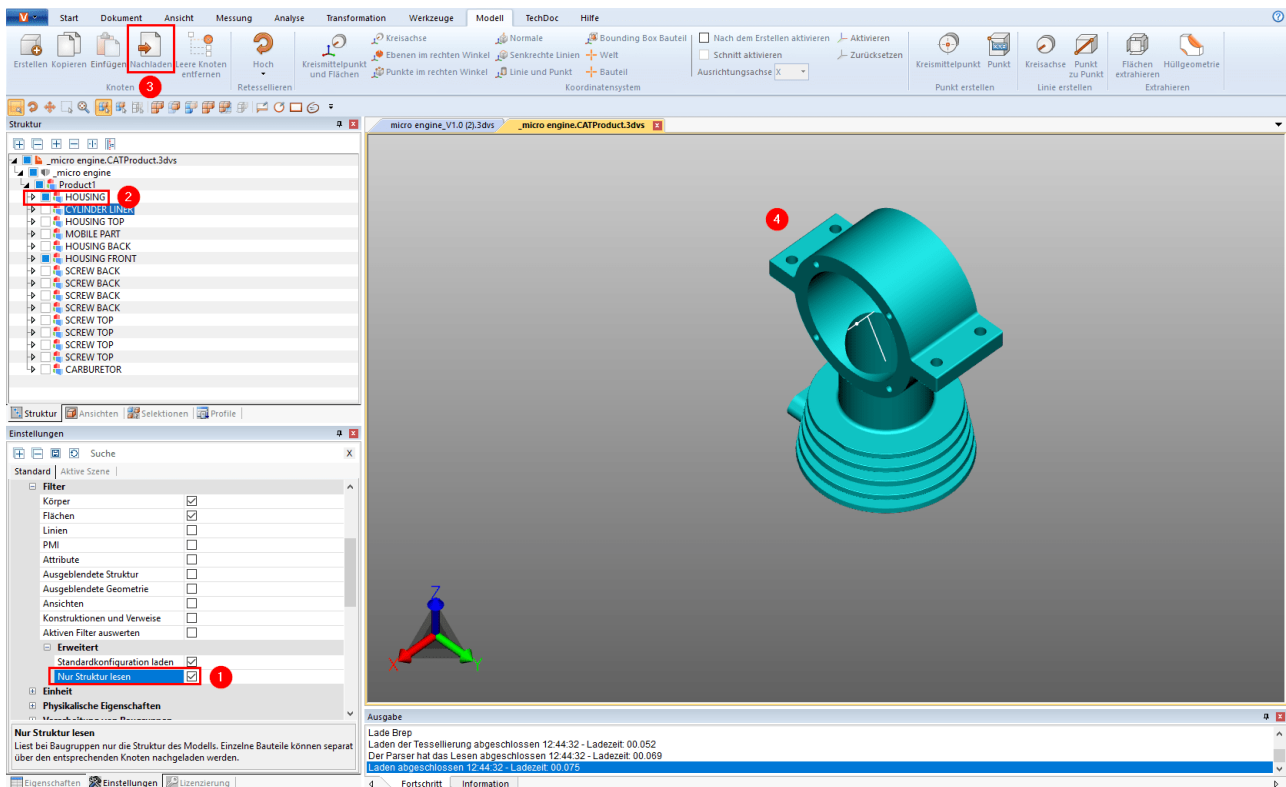 V
Start Dokument Ansicht Messung Analyse Transformation Werkzeuge Modell TechDoc Hilfe
Erstellen Kopieren Einfügen Nachladen Leere Knoten entfernen
Knoten
3
Hoch
Retessellieren
Kreismittelpunkt und Flächen
Kreisachse Normale Bounding Box Bauteil
Ebenen im rechten Winkel Senkrechte Linien Welt
Punkte im rechten Winkel Linie und Punkt Bauteil
Nach dem Erstellen aktivieren Aktivieren
Schnitt aktivieren Zurücksetzen
Ausrichtungsachse X
Koordinatensystem
Kreismittelpunkt Punkt
Punkt erstellen
Kreisachse Punkt zu Punkt
Linie erstellen
Flächen extrahieren Hüllgeometrie
Extrahieren
Struktur
_micro engine.CATProduct.3dvs
_micro engine
Product1
HOUSING
2
CYLINDER LINER
HOUSING TOP
MOBILE PART
HOUSING BACK
HOUSING FRONT
SCREW BACK
SCREW BACK
SCREW BACK
SCREW BACK
SCREW TOP
SCREW TOP
SCREW TOP
SCREW TOP
CARBURETOR
Struktur Ansichten Selektionen Profile
Einstellungen
Suche X
Standard Aktive Szene
Filter
Körper
Flächen
Linien
PMI
Attribute
Ausgeblendete Struktur
Ausgeblendete Geometrie
Ansichten
Konstruktionen und Verweise
Aktiven Filter auswerten
Erweitert
Standardkonfiguration laden
Nur Struktur lesen
1
Einheit
Physikalische Eigenschaften
Nur Struktur lesen
Liest bei Baugruppen nur die Struktur des Modells. Einzelne Bauteile können separat
über den entsprechenden Knoten nachgeladen werden.
Eigenschaften Einstellungen Lizenzierung
micro engine_V1.0 (2).3dvs _micro engine.CATProduct.3dvs
4
Z
X
Y
Ausgabe
Lade Brep
Laden der Tessellierung abgeschlossen 12:44:32 - Ladezeit: 00.052
Der Parser hat das Lesen abgeschlossen 12:44:32 - Ladezeit: 00.069
Laden abgeschlossen 12:44:32 - Ladezeit: 00.075
Fortschritt Information